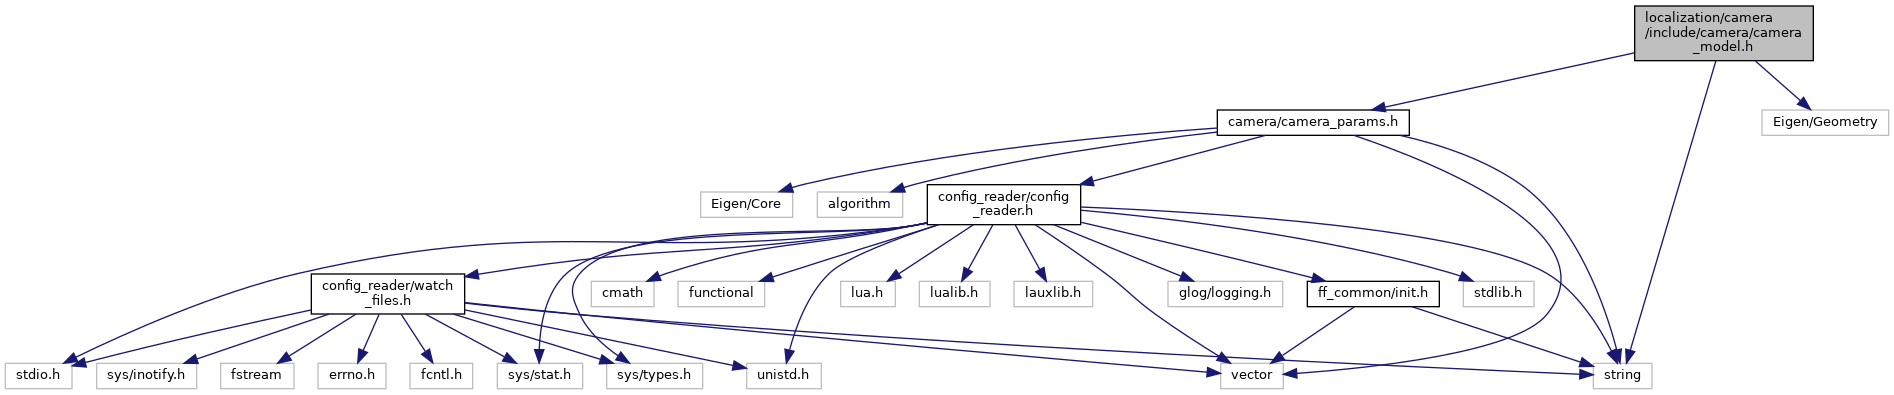 localization/camera
/include/camera/camera
_model.h
camera/camera_params.h
Eigen/Geometry
Eigen/Core
algorithm
config_reader/config
_reader.h
config_reader/watch
_files.h
cmath
functional
lua.h
lualib.h
lauxlib.h
glog/logging.h
ff_common/init.h
stdlib.h
stdio.h
sys/inotify.h
fstream
errno.h
fcntl.h
sys/stat.h
sys/types.h
unistd.h
vector
string